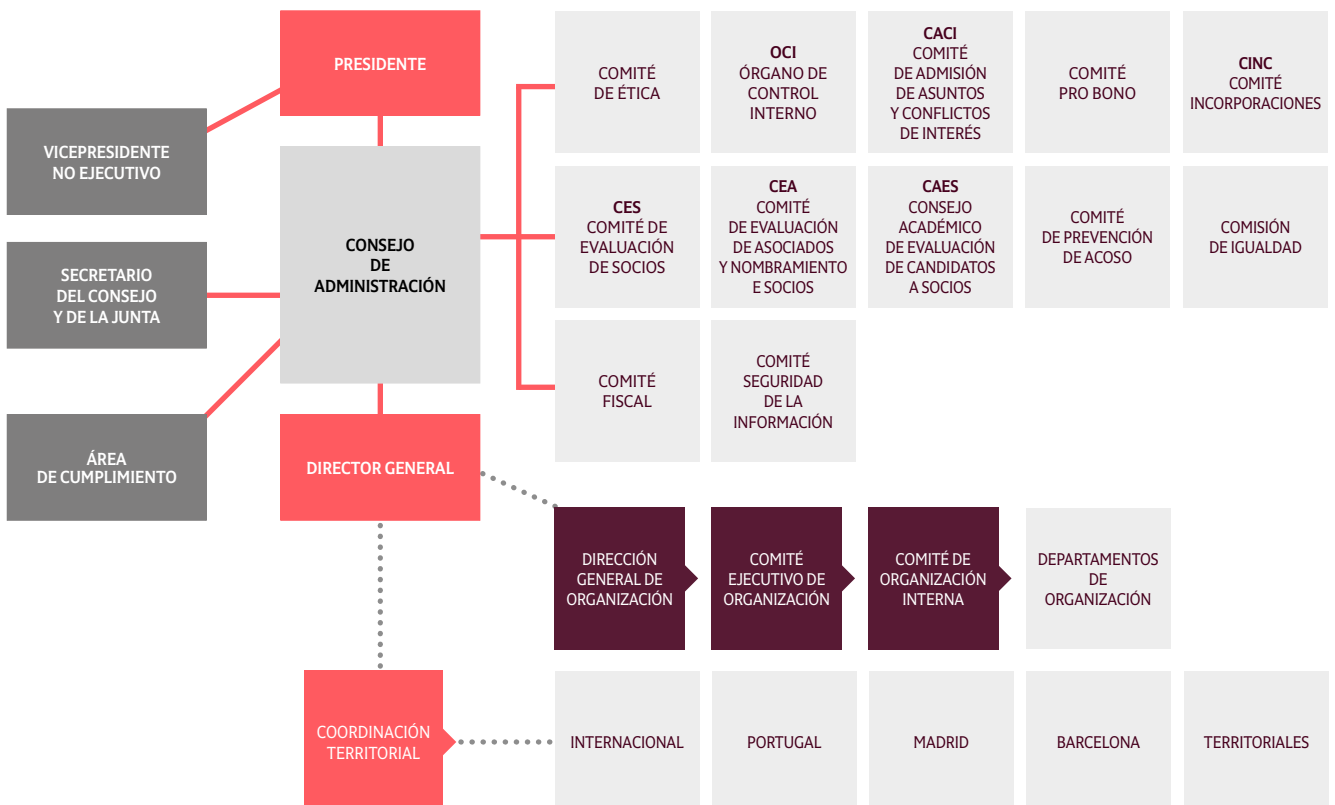 PRESIDENTE
VICEPRESIDENTE
NO EJECUTIVO
SECRETARIO
DEL CONSEJO
Y DE LA JUNTA
ÁREA
DE CUMPLIMIENTO
CONSEJO
DE
ADMINISTRACIÓN
DIRECTOR GENERAL
COMITÉ
DE ÉTICA
OCI
ÓRGANO DE
CONTROL
INTERNO
CACI
COMITÉ
DE ADMISIÓN
DE ASUNTOS
Y CONFLICTOS
DE INTERÉS
COMITÉ
PRO BONO
CINC
COMITÉ
INCORPORACIONES
CES
COMITÉ DE
EVALUACIÓN
DE SOCIOS
CEA
COMITÉ
DE EVALUACIÓN
DE ASOCIADOS
Y NOMBRAMIENTO
E SOCIOS
CAES
CONSEJO
ACADÉMICO
DE EVALUACIÓN
DE CANDIDATOS
A SOCIOS
COMITÉ
DE PREVENCIÓN
DE ACOSO
COMISIÓN
DE IGUALDAD
COMITÉ
FISCAL
COMITÉ
SEGURIDAD
DE LA
INFORMACIÓN
DIRECCIÓN
GENERAL DE
ORGANIZACIÓN
COMITÉ
EJECUTIVO DE
ORGANIZACIÓN
COMITÉ DE
ORGANIZACIÓN
INTERNA
DEPARTAMENTOS
DE
ORGANIZACIÓN
COORDINACIÓN
TERRITORIAL
INTERNACIONAL
PORTUGAL
MADRID
BARCELONA
TERRITORIALES